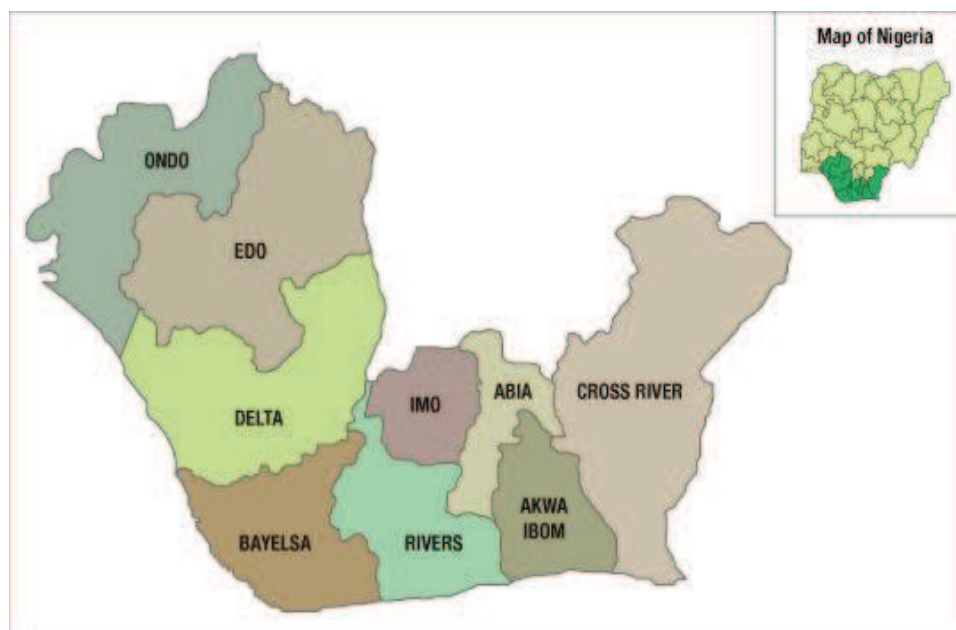 Map of Nigeria
ONDO
EDO
DELTA
IMO
ABIA
CROSS RIVER
BAYELSA
RIVERS
AKWA
IBOM